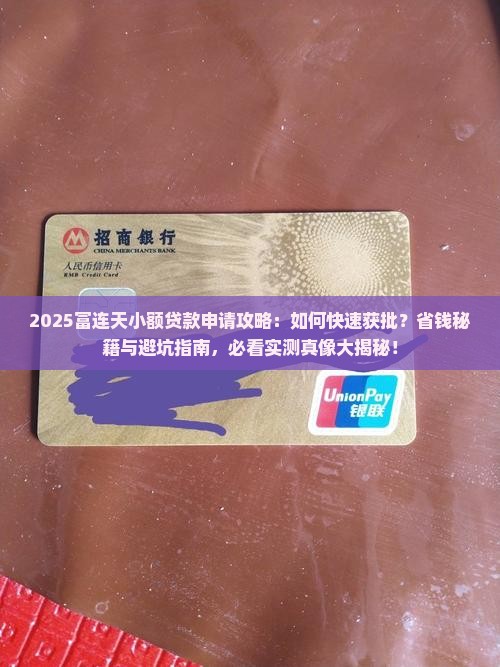 招商银行
CHINA MERCHANTS BANK
人民币信用卡
RMB Credit Card
2025富连天小额贷款申请攻略：如何快速获批？省钱秘
籍与避坑指南，必看实测真像大揭秘！
UnionPay
银联